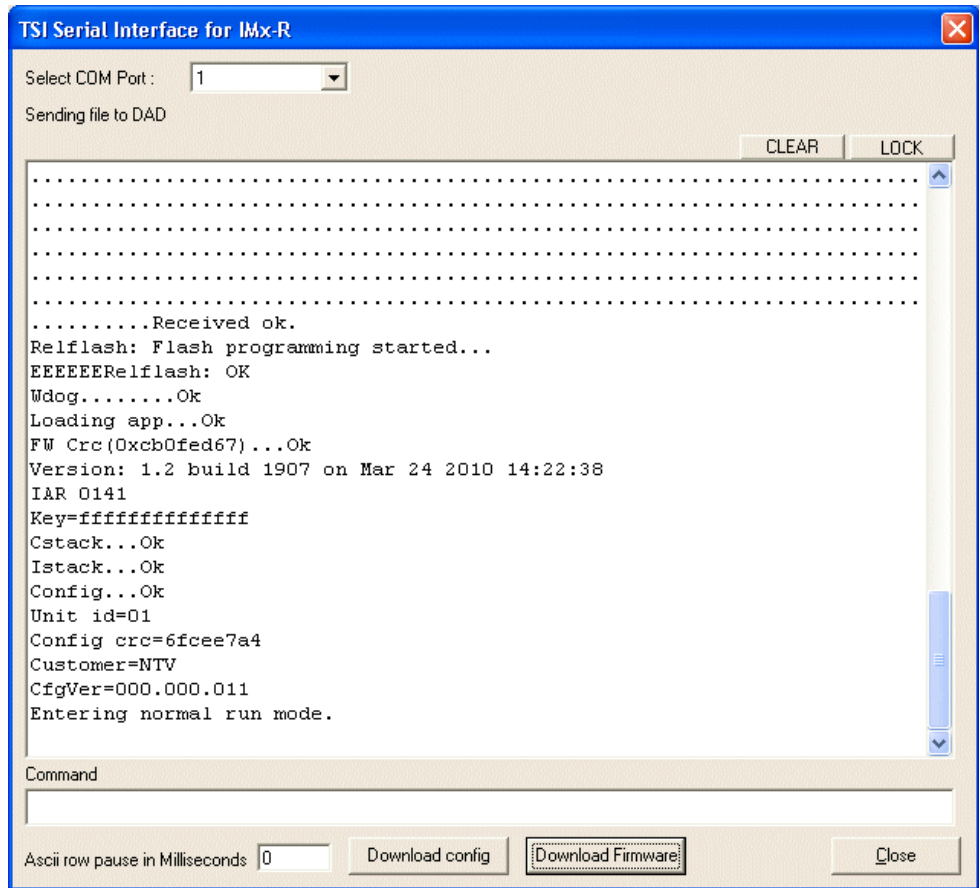 TSI Serial Interface for IMx-R
Select COM Port : 1
Sending file to DAD
CLEAR LOCK
.........................................................................
.........................................................................
.........................................................................
.........................................................................
.........................................................................
.........................................................................
..........Received ok.
Relflash: Flash programming started...
EEEEEERelflash: OK
Wdog........Ok
Loading app...Ok
FW Crc(0xcb0fed67)...Ok
Version: 1.2 build 1907 on Mar 24 2010 14:22:38
IAR 0141
Key=ffffffffffffff
Cstack...Ok
Istack...Ok
Config...Ok
Unit id=01
Config crc=6fcee7a4
Customer=NTV
CfgVer=000.000.011
Entering normal run mode.
Command
Ascii row pause in Milliseconds 0 Download config Download Firmware Close